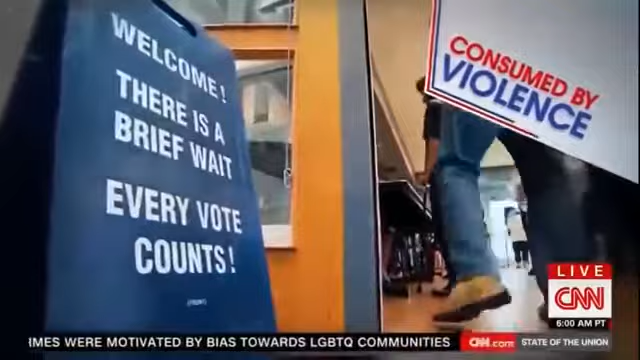 WELCOME!
THERE IS A
BRIEF WAIT
EVERY VOTE
COUNTS!
CONSUMED BY
VIOLENCE
LIVE
CNN
6:00 AM PT
IMES WERE MOTIVATED BY BIAS TOWARDS LGBTQ COMMUNITIES
CNN.com
STATE OF THE UNION